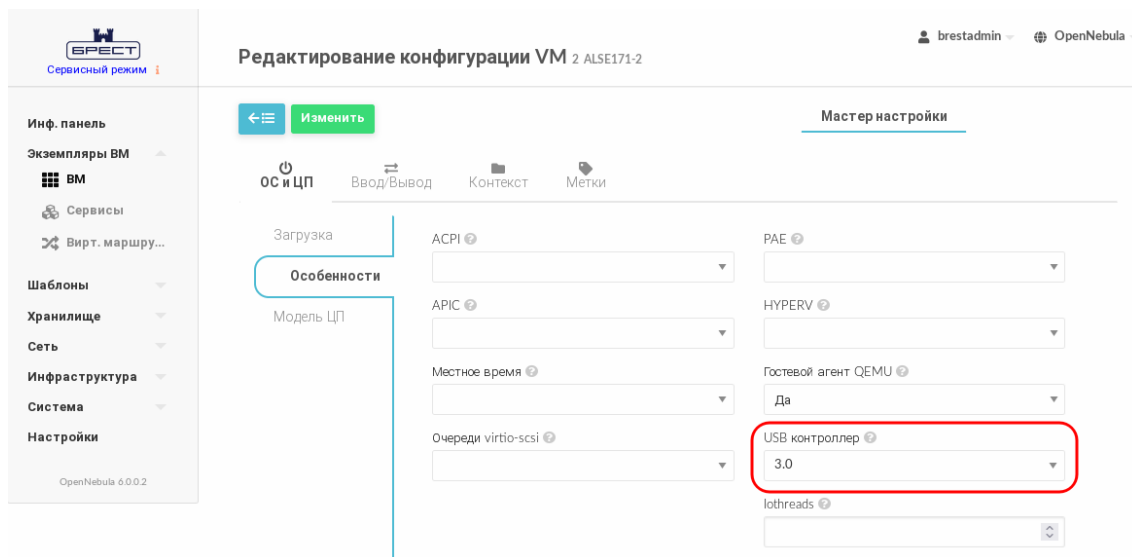 БРЕСТ
Сервисный режим i
Редактирование конфигурации VM 2 ALSE171-2
brestadmin
OpenNebula
Инф. панель
Экземпляры ВМ
ВМ
Сервисы
Вирт. маршру...
Шаблоны
Хранилище
Сеть
Инфраструктура
Система
Настройки
OpenNebula 6.0.0.2
Изменить
Мастер настройки
ОС и ЦП
Ввод/Вывод
Контекст
Метки
Загрузка
Особенности
Модель ЦП
ACPI
PAE
APIC
HYPERV
Местное время
Гостевой агент QEMU
Да
Очереди virtio-scsi
USB контроллер
3.0
Iothreads